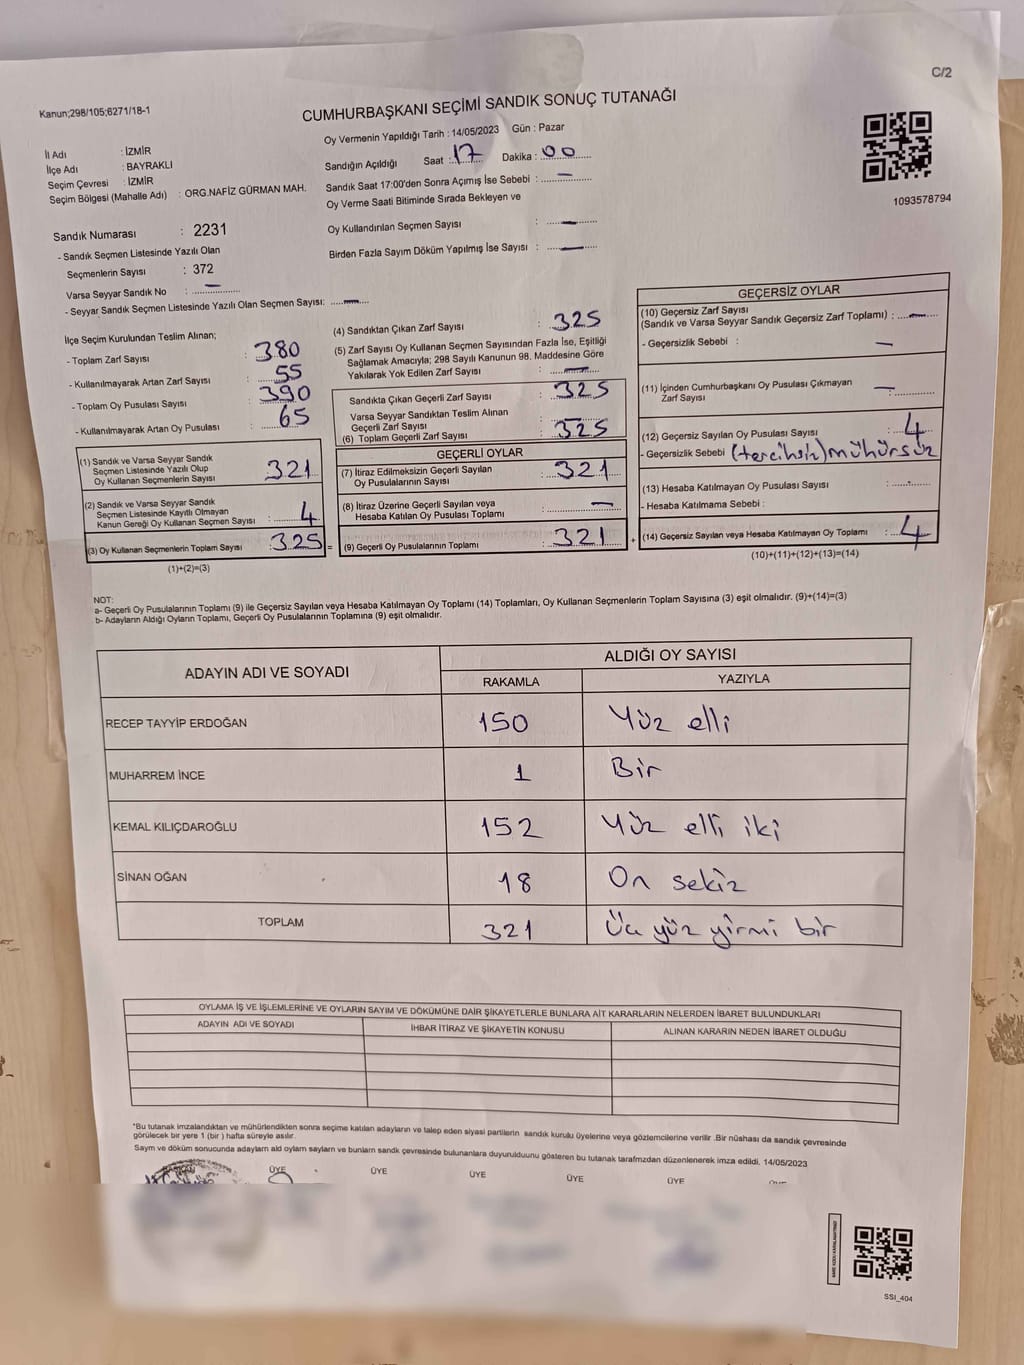 C/2
Kanun;298/105;6271/18-1
CUMHURBAŞKANI SEÇİMİ SANDIK SONUÇ TUTANAĞI
Oy Vermenin Yapıldığı Tarih : 14/05/2023 Gün : Pazar
İl Adı : İZMİR
İlçe Adı : BAYRAKLI
Seçim Çevresi : İZMİR
Seçim Bölgesi (Mahalle Adı) : ORG.NAFİZ GÜRMAN MAH.
Sandığın Açıldığı Saat : 17 Dakika : 00
Sandık Saat 17:00'den Sonra Açımış İse Sebebi : —
Oy Verme Saati Bitiminde Sırada Bekleyen ve
Oy Kullandırılan Seçmen Sayısı : —
Birden Fazla Sayım Döküm Yapılmış İse Sayısı : —
1093578794
Sandık Numarası : 2231
- Sandık Seçmen Listesinde Yazılı Olan
Seçmenlerin Sayısı : 372
Varsa Seyyar Sandık No : —
- Seyyar Sandık Seçmen Listesinde Yazılı Olan Seçmen Sayısı: —
İlçe Seçim Kurulundan Teslim Alınan;
- Toplam Zarf Sayısı : 380
- Kullanılmayarak Artan Zarf Sayısı : 55
- Toplam Oy Pusulası Sayısı : 390
- Kullanılmayarak Artan Oy Pusulası : 65
(1) Sandık ve Varsa Seyyar Sandık
Seçmen Listesinde Yazılı Olup
Oy Kullanan Seçmenlerin Sayısı : 321
(2) Sandık ve Varsa Seyyar Sandık
Seçmen Listesinde Kayıtlı Olmayan
Kanun Gereği Oy Kullanan Seçmen Sayısı : 4
(3) Oy Kullanan Seçmenlerin Toplam Sayısı : 325 =
(1)+(2)=(3)
(4) Sandıktan Çıkan Zarf Sayısı : 325
(5) Zarf Sayısı Oy Kullanan Seçmen Sayısından Fazla İse, Eşitliği
Sağlamak Amacıyla; 298 Sayılı Kanunun 98. Maddesine Göre
Yakılarak Yok Edilen Zarf Sayısı : —
Sandıkta Çıkan Geçerli Zarf Sayısı : 325
Varsa Seyyar Sandıktan Teslim Alınan
Geçerli Zarf Sayısı :
(6) Toplam Geçerli Zarf Sayısı : 325
GEÇERLİ OYLAR
(7) İtiraz Edilmeksizin Geçerli Sayılan
Oy Pusulalarının Sayısı : 321
(8) İtiraz Üzerine Geçerli Sayılan veya
Hesaba Katılan Oy Pusulası Toplamı : —
(9) Geçerli Oy Pusulalarının Toplamı : 321 +
GEÇERSİZ OYLAR
(10) Geçersiz Zarf Sayısı
(Sandık ve Varsa Seyyar Sandık Geçersiz Zarf Toplamı) : —
- Geçersizlik Sebebi : —
(11) İçinden Cumhurbaşkanı Oy Pusulası Çıkmayan
Zarf Sayısı : —
(12) Geçersiz Sayılan Oy Pusulası Sayısı : 4
- Geçersizlik Sebebi (tercihsiz) mühürsüz
(13) Hesaba Katılmayan Oy Pusulası Sayısı :
- Hesaba Katılmama Sebebi :
(14) Geçersiz Sayılan veya Hesaba Katılmayan Oy Toplamı : 4
(10)+(11)+(12)+(13)=(14)
NOT:
a- Geçerli Oy Pusulalarının Toplamı (9) ile Geçersiz Sayılan veya Hesaba Katılmayan Oy Toplamı (14) Toplamları, Oy Kullanan Seçmenlerin Toplam Sayısına (3) eşit olmalıdır. (9)+(14)=(3)
b- Adayların Aldığı Oyların Toplamı, Geçerli Oy Pusulalarının Toplamına (9) eşit olmalıdır.
ADAYIN ADI VE SOYADI
ALDIĞI OY SAYISI
RAKAMLA YAZIYLA
RECEP TAYYİP ERDOĞAN 150 Yüz elli
MUHARREM İNCE 1 Bir
KEMAL KILIÇDAROĞLU 152 Yüz elli iki
SİNAN OĞAN 18 On sekiz
TOPLAM 321 Üç yüz yirmi bir
OYLAMA İŞ VE İŞLEMLERİNE VE OYLARIN SAYIM VE DÖKÜMÜNE DAİR ŞİKAYETLERLE BUNLARA AİT KARARLARIN NELERDEN İBARET BULUNDUKLARI
ADAYIN ADI VE SOYADI İHBAR İTİRAZ VE ŞİKAYETİN KONUSU ALINAN KARARIN NEDEN İBARET OLDUĞU
*Bu tutanak imzalandıktan ve mühürlendikten sonra seçime katılan adayların ve talep eden siyasi partilerin sandık kurulu üyelerine veya gözlemcilerine verilir .Bir nüshası da sandık çevresinde
görülecek bir yere 1 (bir ) hafta süreyle asılır.
Sayım ve döküm sonucunda adayların ald oyların sayıları ve bunların sandık çevresinde bulunanlara duyurulduunu gösteren bu tutanak tarafmzdan düzenlenerek imza edildi. 14/05/2023
BAŞKAN ÜYE ÜYE ÜYE ÜYE ÜYE
SSI_404